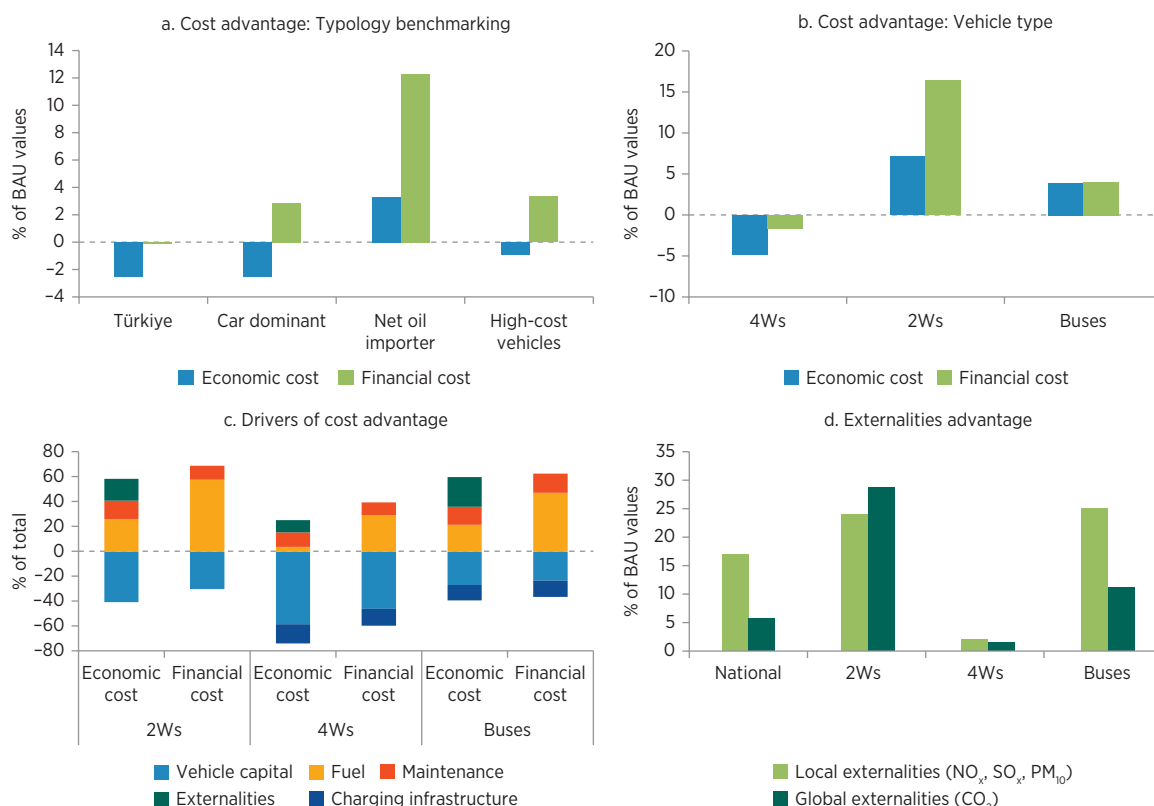 a. Cost advantage: Typology benchmarking
% of BAU values
14
12
10
8
6
4
2
0
−2
−4
Türkiye
Car dominant
Net oil
importer
High-cost
vehicles
Economic cost
Financial cost
b. Cost advantage: Vehicle type
% of BAU values
20
15
10
5
0
−5
−10
4Ws
2Ws
Buses
Economic cost
Financial cost
c. Drivers of cost advantage
% of total
80
60
40
20
0
−20
−40
−60
−80
Economic
cost
Financial
cost
Economic
cost
Financial
cost
Economic
cost
Financial
cost
2Ws
4Ws
Buses
Vehicle capital
Fuel
Maintenance
Externalities
Charging infrastructure
d. Externalities advantage
% of BAU values
35
30
25
20
15
10
5
0
National
2Ws
4Ws
Buses
Local externalities (NOx, SOx, PM10)
Global externalities (CO2)